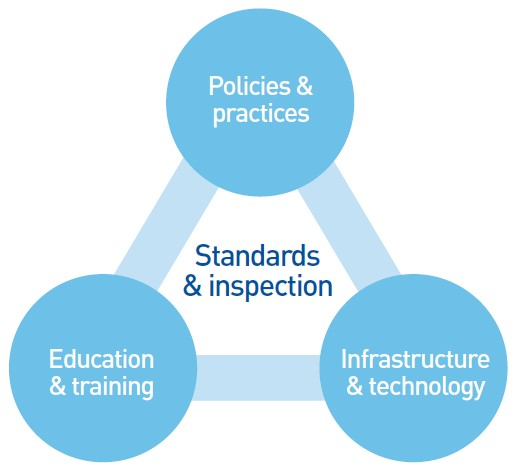 Policies &
practices
Standards
& inspection
Education
& training
Infrastructure
& technology